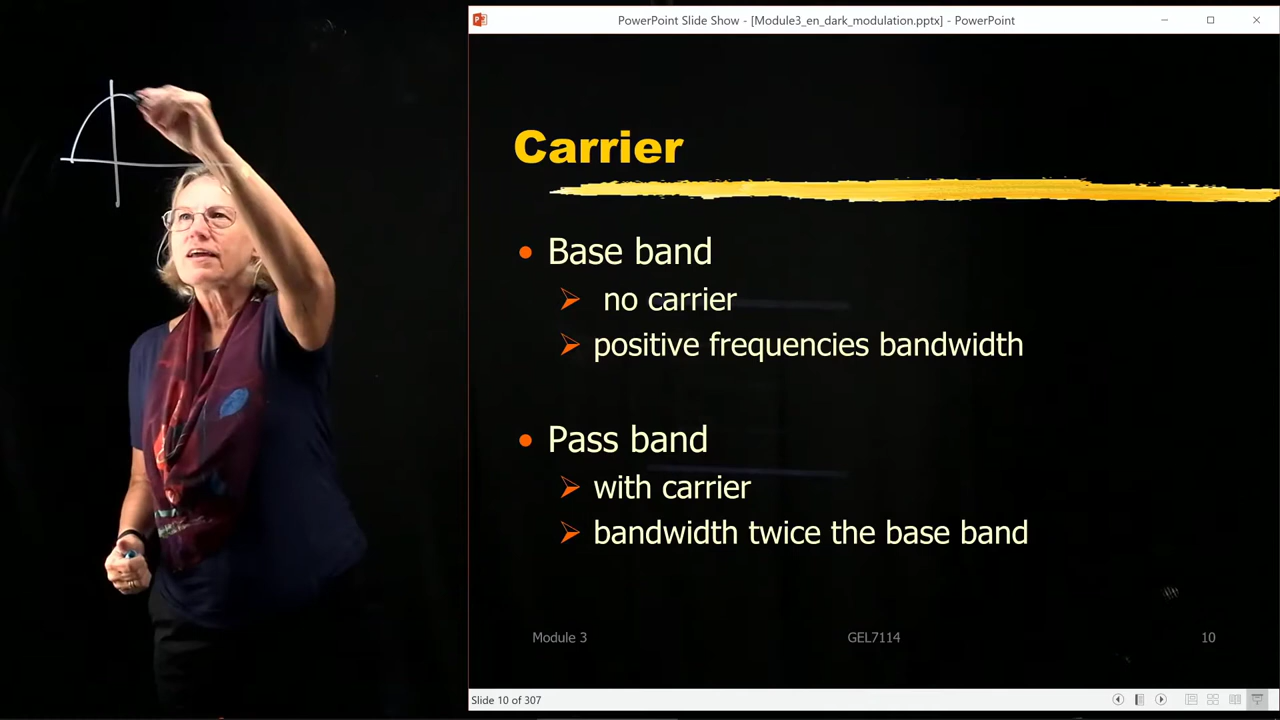 PowerPoint Slide Show - [Module3_en_dark_modulation.pptx] - PowerPoint
Carrier
• Base band
➢ no carrier
➢ positive frequencies bandwidth
• Pass band
➢ with carrier
➢ bandwidth twice the base band
Module 3 GEL7114 10
Slide 10 of 307